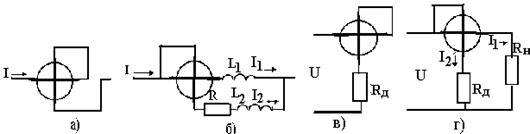 I
I
L₁ I₁
R L₂ I₂
U
Rд
I₁
I₂
Rн
U
Rд
а) б) в) г)